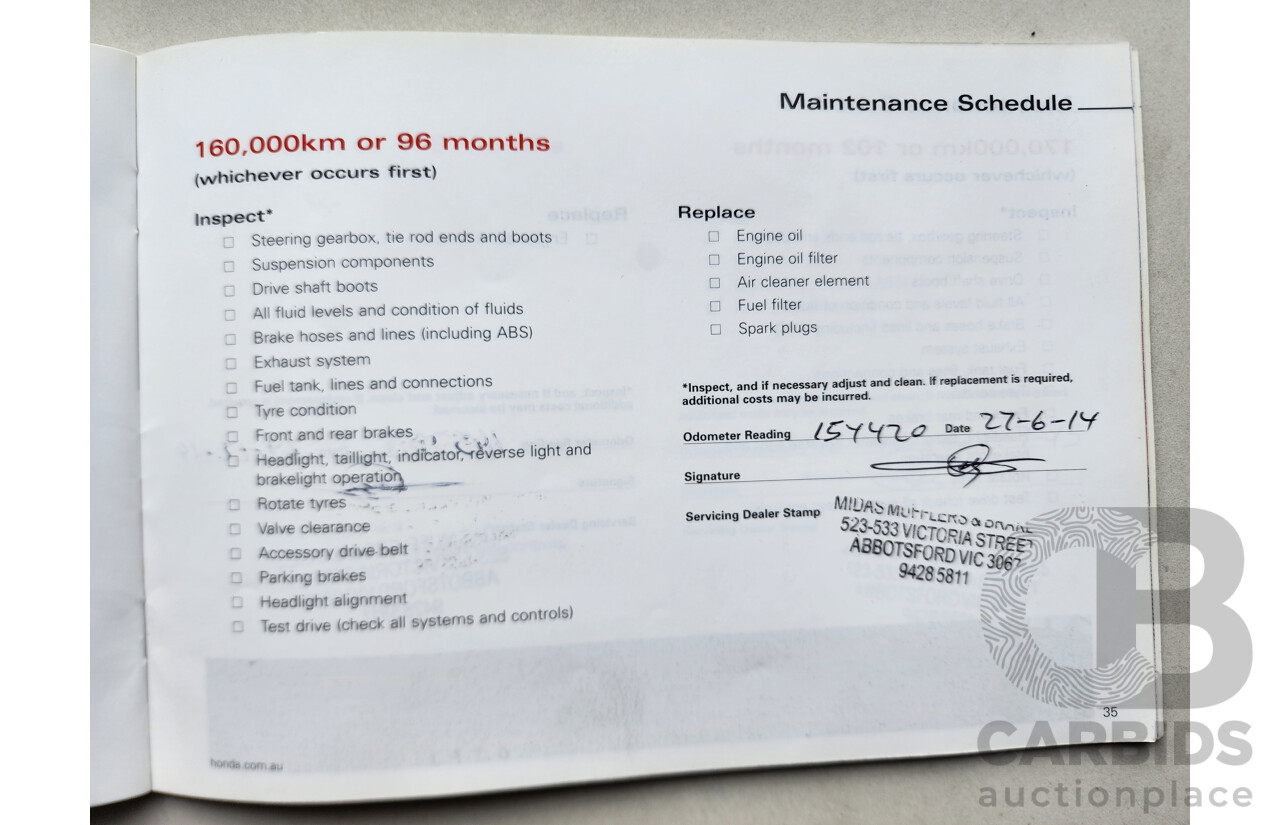 Maintenance Schedule
160,000km or 96 months
(whichever occurs first)
Inspect*
Steering gearbox, tie rod ends and boots
Suspension components
Drive shaft boots
All fluid levels and condition of fluids
Brake hoses and lines (including ABS)
Exhaust system
Fuel tank, lines and connections
Tyre condition
Front and rear brakes
Headlight, taillight, indicator, reverse light and
brakelight operation
Rotate tyres
Valve clearance
Accessory drive belt
Parking brakes
Headlight alignment
Test drive (check all systems and controls)
Replace
Engine oil
Engine oil filter
Air cleaner element
Fuel filter
Spark plugs
*Inspect, and if necessary adjust and clean. If replacement is required,
additional costs may be incurred.
Odometer Reading 154420 Date 27-6-14
Signature
Servicing Dealer Stamp
MIDAS MUFFLERS &
523-533 VICTORIA STREET
ABBOTSFORD VIC 3067
9428 5811
35
honda.com.au
CARBIDS
auctionplace